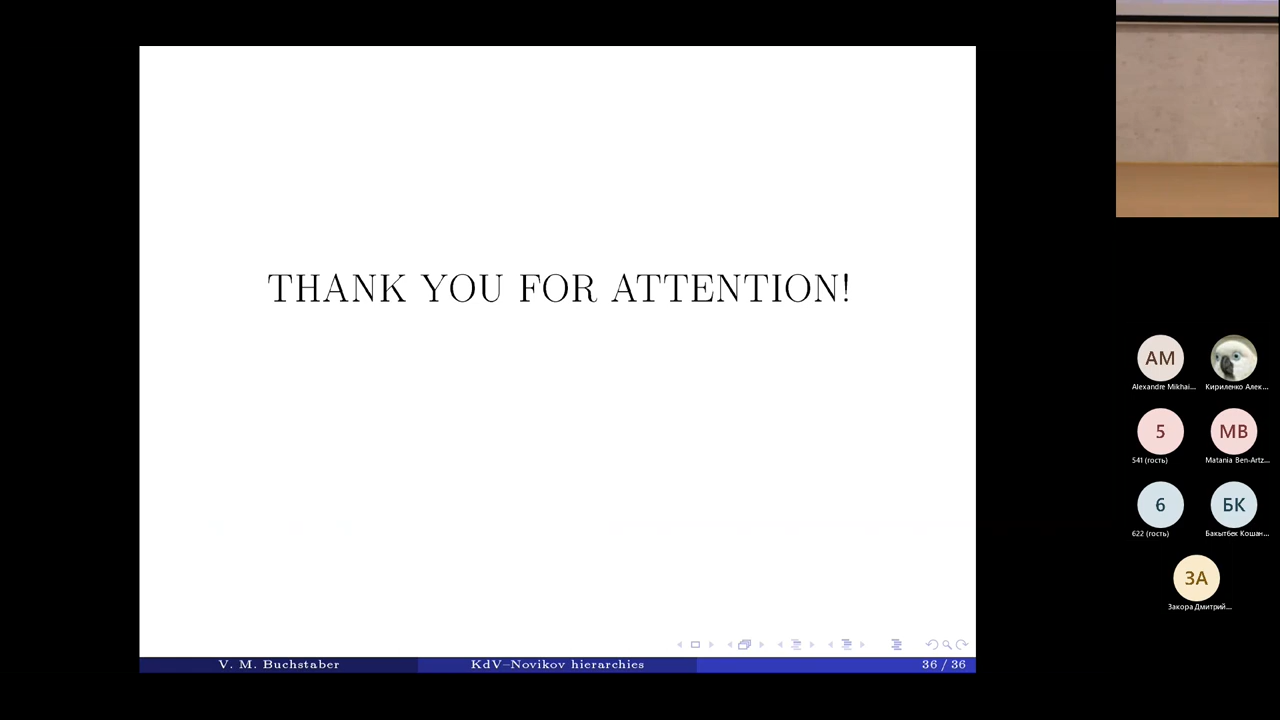 THANK YOU FOR ATTENTION!
V. M. Buchstaber KdV–Novikov hierarchies 36 / 36
AM
Alexandre Mikhai...
Кириленко Алек...
5
541 (гость)
MB
Matania Ben-Artz...
6
622 (гость)
БК
Бакытбек Кошан...
ЗА
Закора Дмитрий...